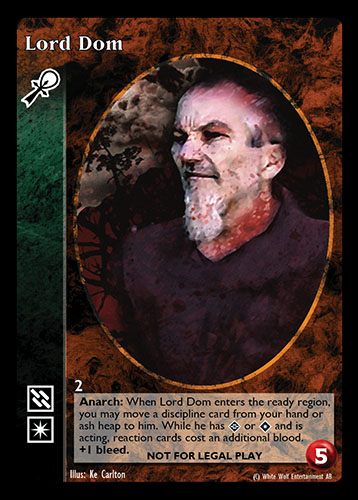 Lord Dom
2
Anarch: When Lord Dom enters the ready region,
you may move a discipline card from your hand or
ash heap to him. While he has or and is
acting, reaction cards cost an additional blood.
+1 bleed.
NOT FOR LEGAL PLAY
5
Illus: Ke Carlton
(C) White Wolf Entertainment AB